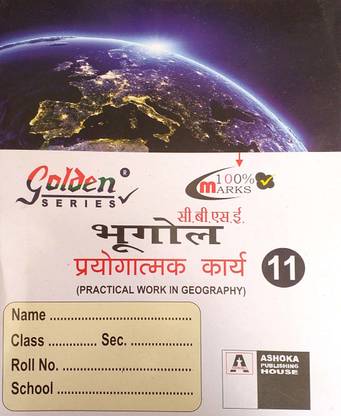 Golden®
SERIES
100%
MARKS
सी.बी.एस.ई.
भूगोल
प्रयोगात्मक कार्य 11
(PRACTICAL WORK IN GEOGRAPHY)
Name ....................................
Class ............. Sec. ................
Roll No. ................................
School ..................................
A
ASHOKA
PUBLISHING
HOUSE